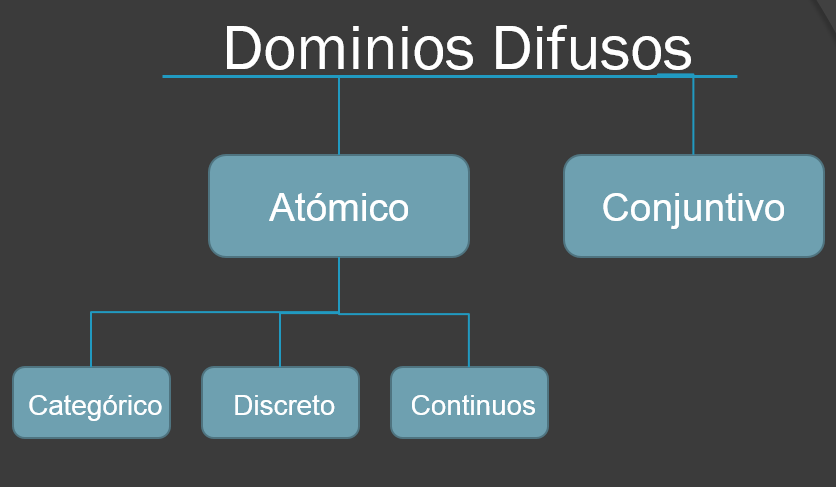 Dominios Difusos
Atómico
Conjuntivo
Categórico
Discreto
Continuos